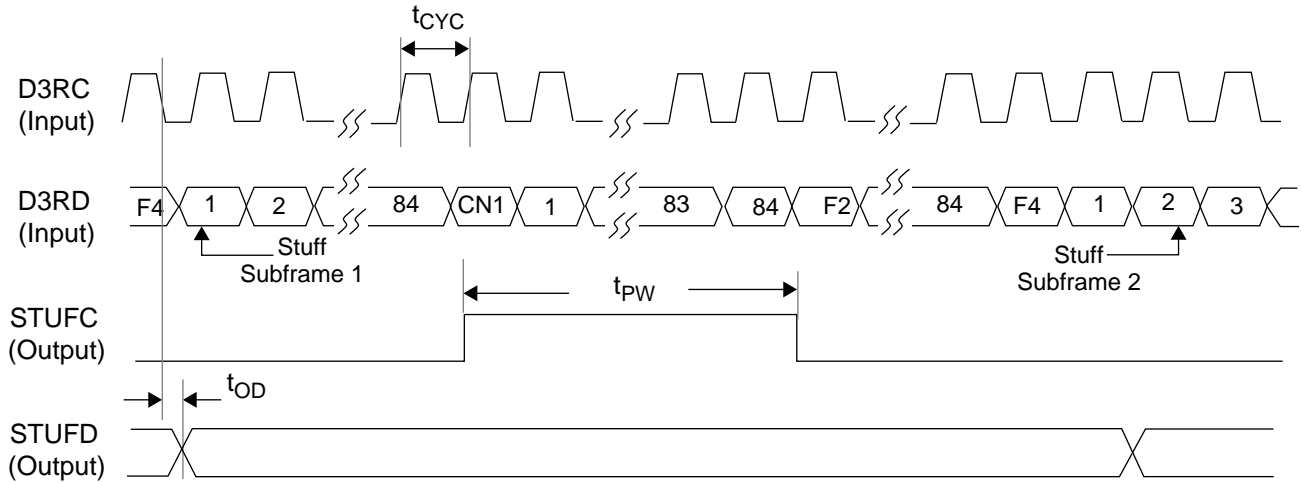 tCYC
D3RC
(Input)
D3RD
(Input)
F4 1 2 84 CN1 1 83 84 F2 84 F4 1 2 3
Stuff
Subframe 1
Stuff
Subframe 2
tPW
STUFC
(Output)
tOD
STUFD
(Output)